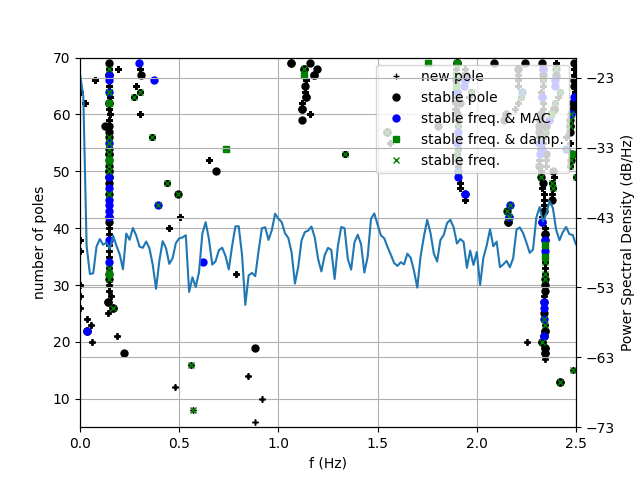 70
60
50
40
30
20
10
number of poles
0.0
0.5
1.0
1.5
2.0
2.5
f (Hz)
−23
−33
−43
−53
−63
−73
Power Spectral Density (dB/Hz)
new pole
stable pole
stable freq. & MAC
stable freq. & damp.
stable freq.